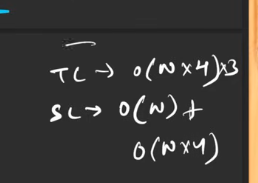 TC → O(N×4)×3
SC → O(N) +
O(N×4)